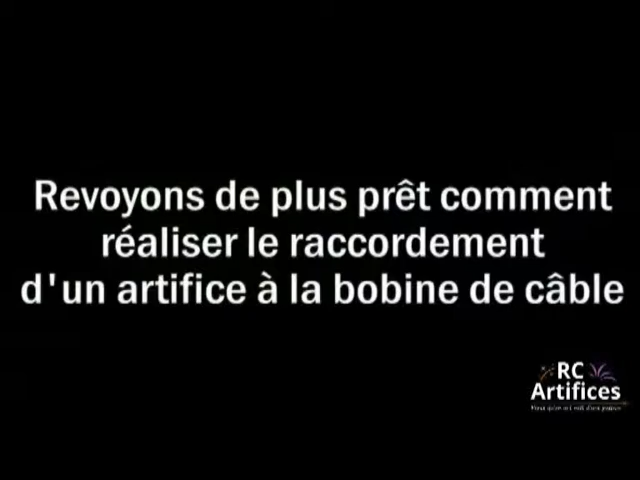 Revoyons de plus prêt comment
réaliser le raccordement
d'un artifice à la bobine de câble
RC
Artifices